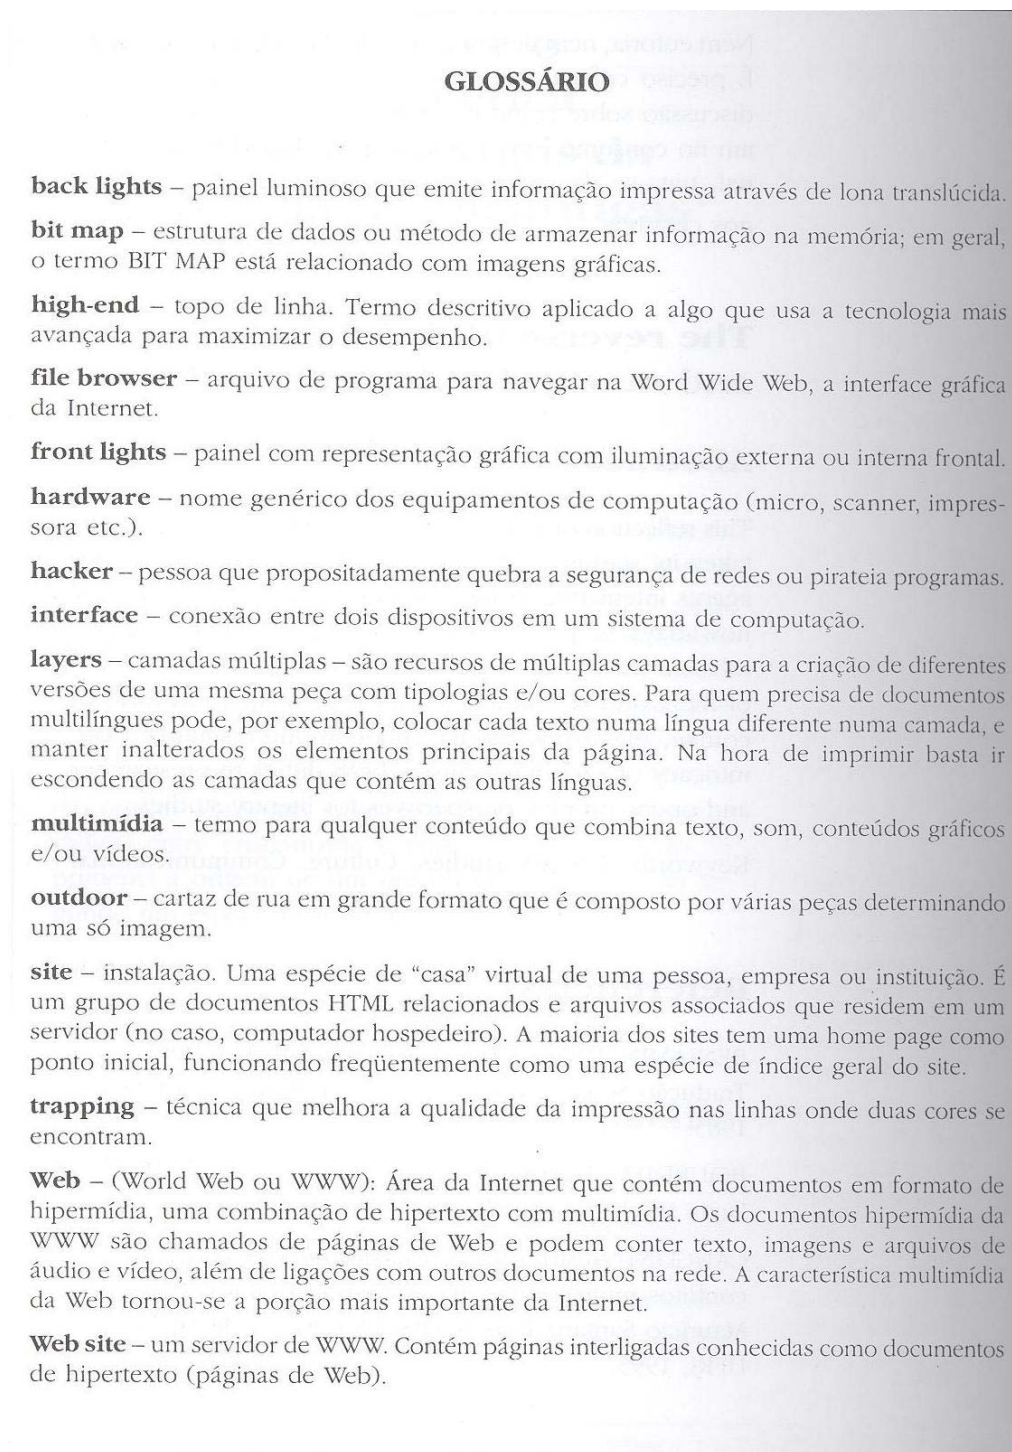 GLOSSÁRIO
back lights – painel luminoso que emite informação impressa através de lona translúcida.
bit map – estrutura de dados ou método de armazenar informação na memória; em geral,
o termo BIT MAP está relacionado com imagens gráficas.
high-end – topo de linha. Termo descritivo aplicado a algo que usa a tecnologia mais
avançada para maximizar o desempenho.
file browser – arquivo de programa para navegar na Word Wide Web, a interface gráfica
da Internet.
front lights – painel com representação gráfica com iluminação externa ou interna frontal.
hardware – nome genérico dos equipamentos de computação (micro, scanner, impres-
sora etc.).
hacker – pessoa que propositadamente quebra a segurança de redes ou pirateia programas.
interface – conexão entre dois dispositivos em um sistema de computação.
layers – camadas múltiplas – são recursos de múltiplas camadas para a criação de diferentes
versões de uma mesma peça com tipologias e/ou cores. Para quem precisa de documentos
multilíngues pode, por exemplo, colocar cada texto numa língua diferente numa camada, e
manter inalterados os elementos principais da página. Na hora de imprimir basta ir
escondendo as camadas que contém as outras línguas.
multimídia – termo para qualquer conteúdo que combina texto, som, conteúdos gráficos
e/ou vídeos.
outdoor – cartaz de rua em grande formato que é composto por várias peças determinando
uma só imagem.
site – instalação. Uma espécie de “casa” virtual de uma pessoa, empresa ou instituição. É
um grupo de documentos HTML relacionados e arquivos associados que residem em um
servidor (no caso, computador hospedeiro). A maioria dos sites tem uma home page como
ponto inicial, funcionando freqüentemente como uma espécie de índice geral do site.
trapping – técnica que melhora a qualidade da impressão nas linhas onde duas cores se
encontram.
Web – (World Web ou WWW): Área da Internet que contém documentos em formato de
hipermídia, uma combinação de hipertexto com multimídia. Os documentos hipermídia da
WWW são chamados de páginas de Web e podem conter texto, imagens e arquivos de
áudio e vídeo, além de ligações com outros documentos na rede. A característica multimídia
da Web tornou-se a porção mais importante da Internet.
Web site – um servidor de WWW. Contém páginas interligadas conhecidas como documentos
de hipertexto (páginas de Web).